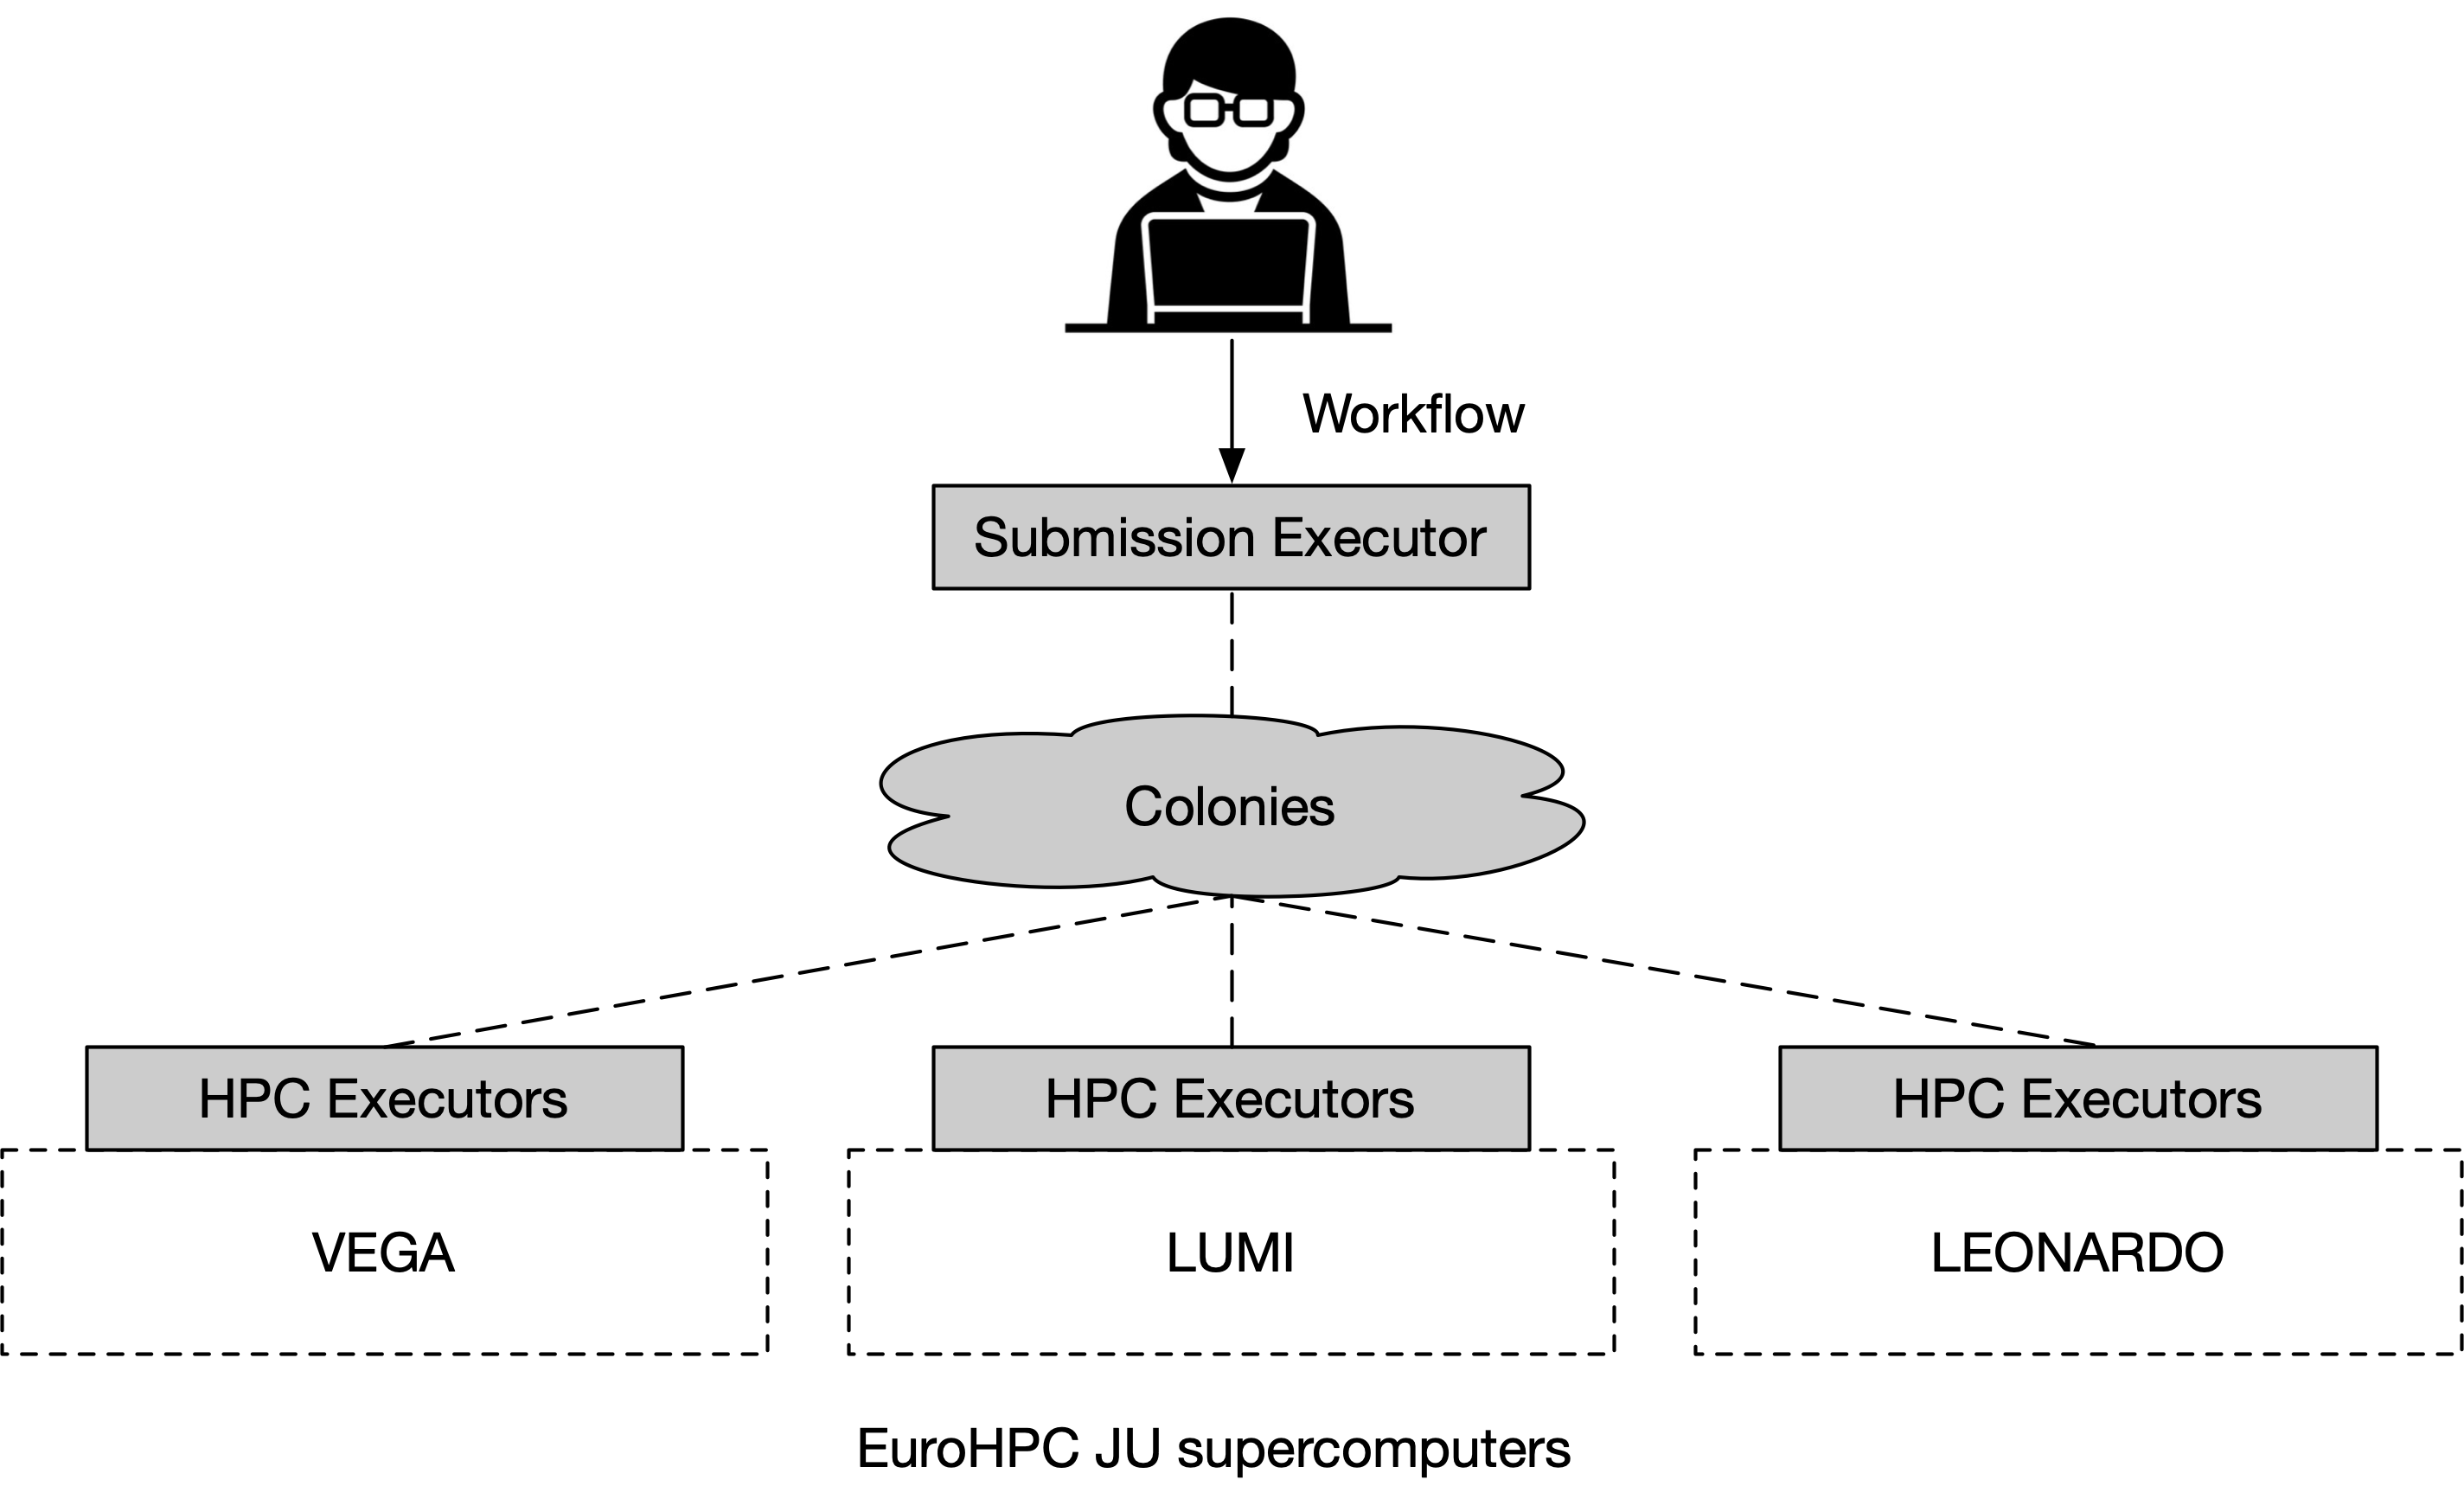 Workflow
Submission Executor
Colonies
HPC Executors
HPC Executors
HPC Executors
VEGA
LUMI
LEONARDO
EuroHPC JU supercomputers